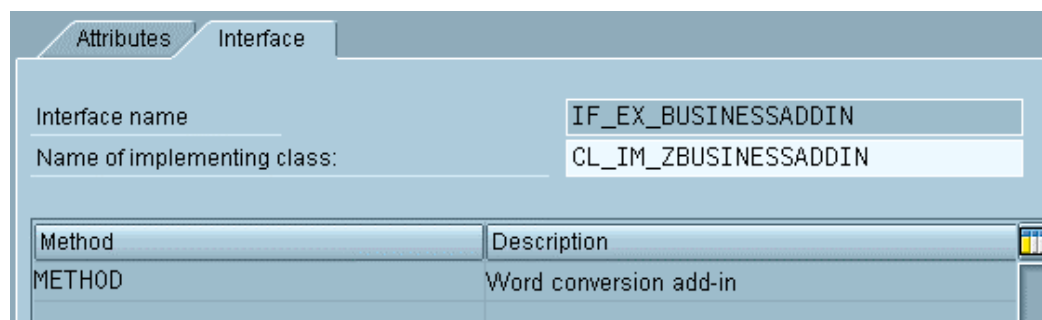 Attributes Interface
Interface name IF_EX_BUSINESSADDIN
Name of implementing class: CL_IM_ZBUSINESSADDIN
Method Description
METHOD Word conversion add-in